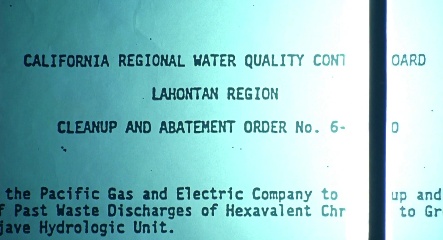 CALIFORNIA REGIONAL WATER QUALITY CONT OARD
LAHONTAN REGION
CLEANUP AND ABATEMENT ORDER No. 6- 0
the Pacific Gas and Electric Company to up and
f Past Waste Discharges of Hexavalent Chr to Gr
jave Hydrologic Unit.